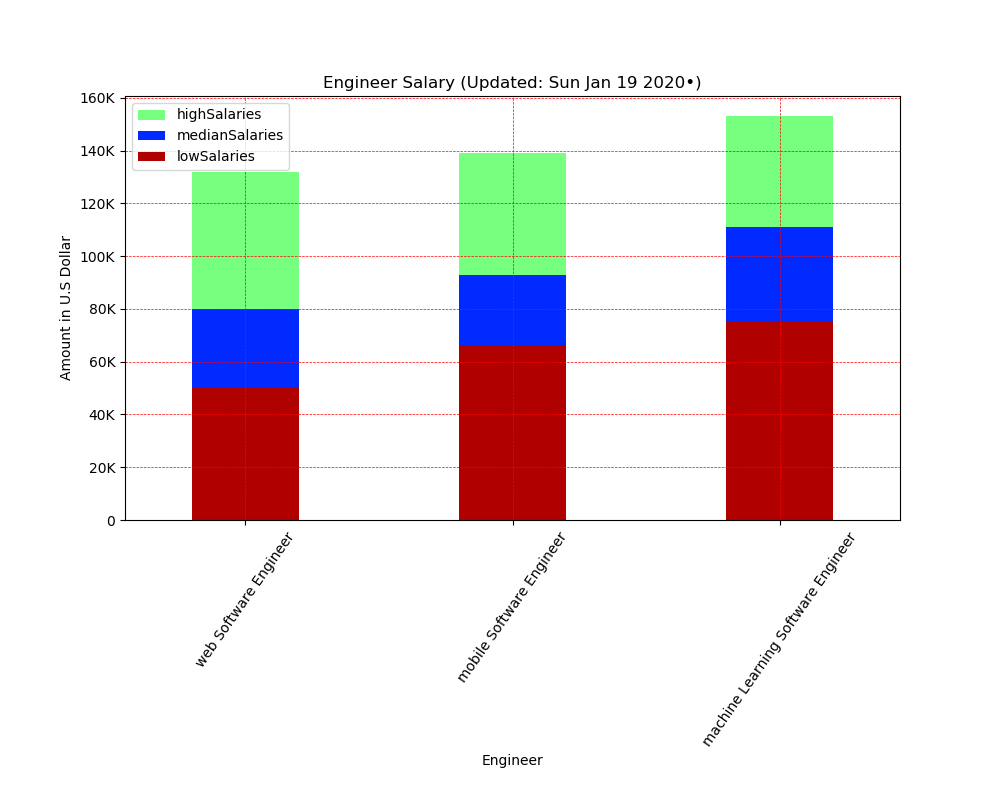 Engineer Salary (Updated: Sun Jan 19 2020•)
160K
140K
120K
100K
80K
60K
40K
20K
0
Amount in U.S Dollar
highSalaries
medianSalaries
lowSalaries
web Software Engineer
mobile Software Engineer
machine Learning Software Engineer
Engineer